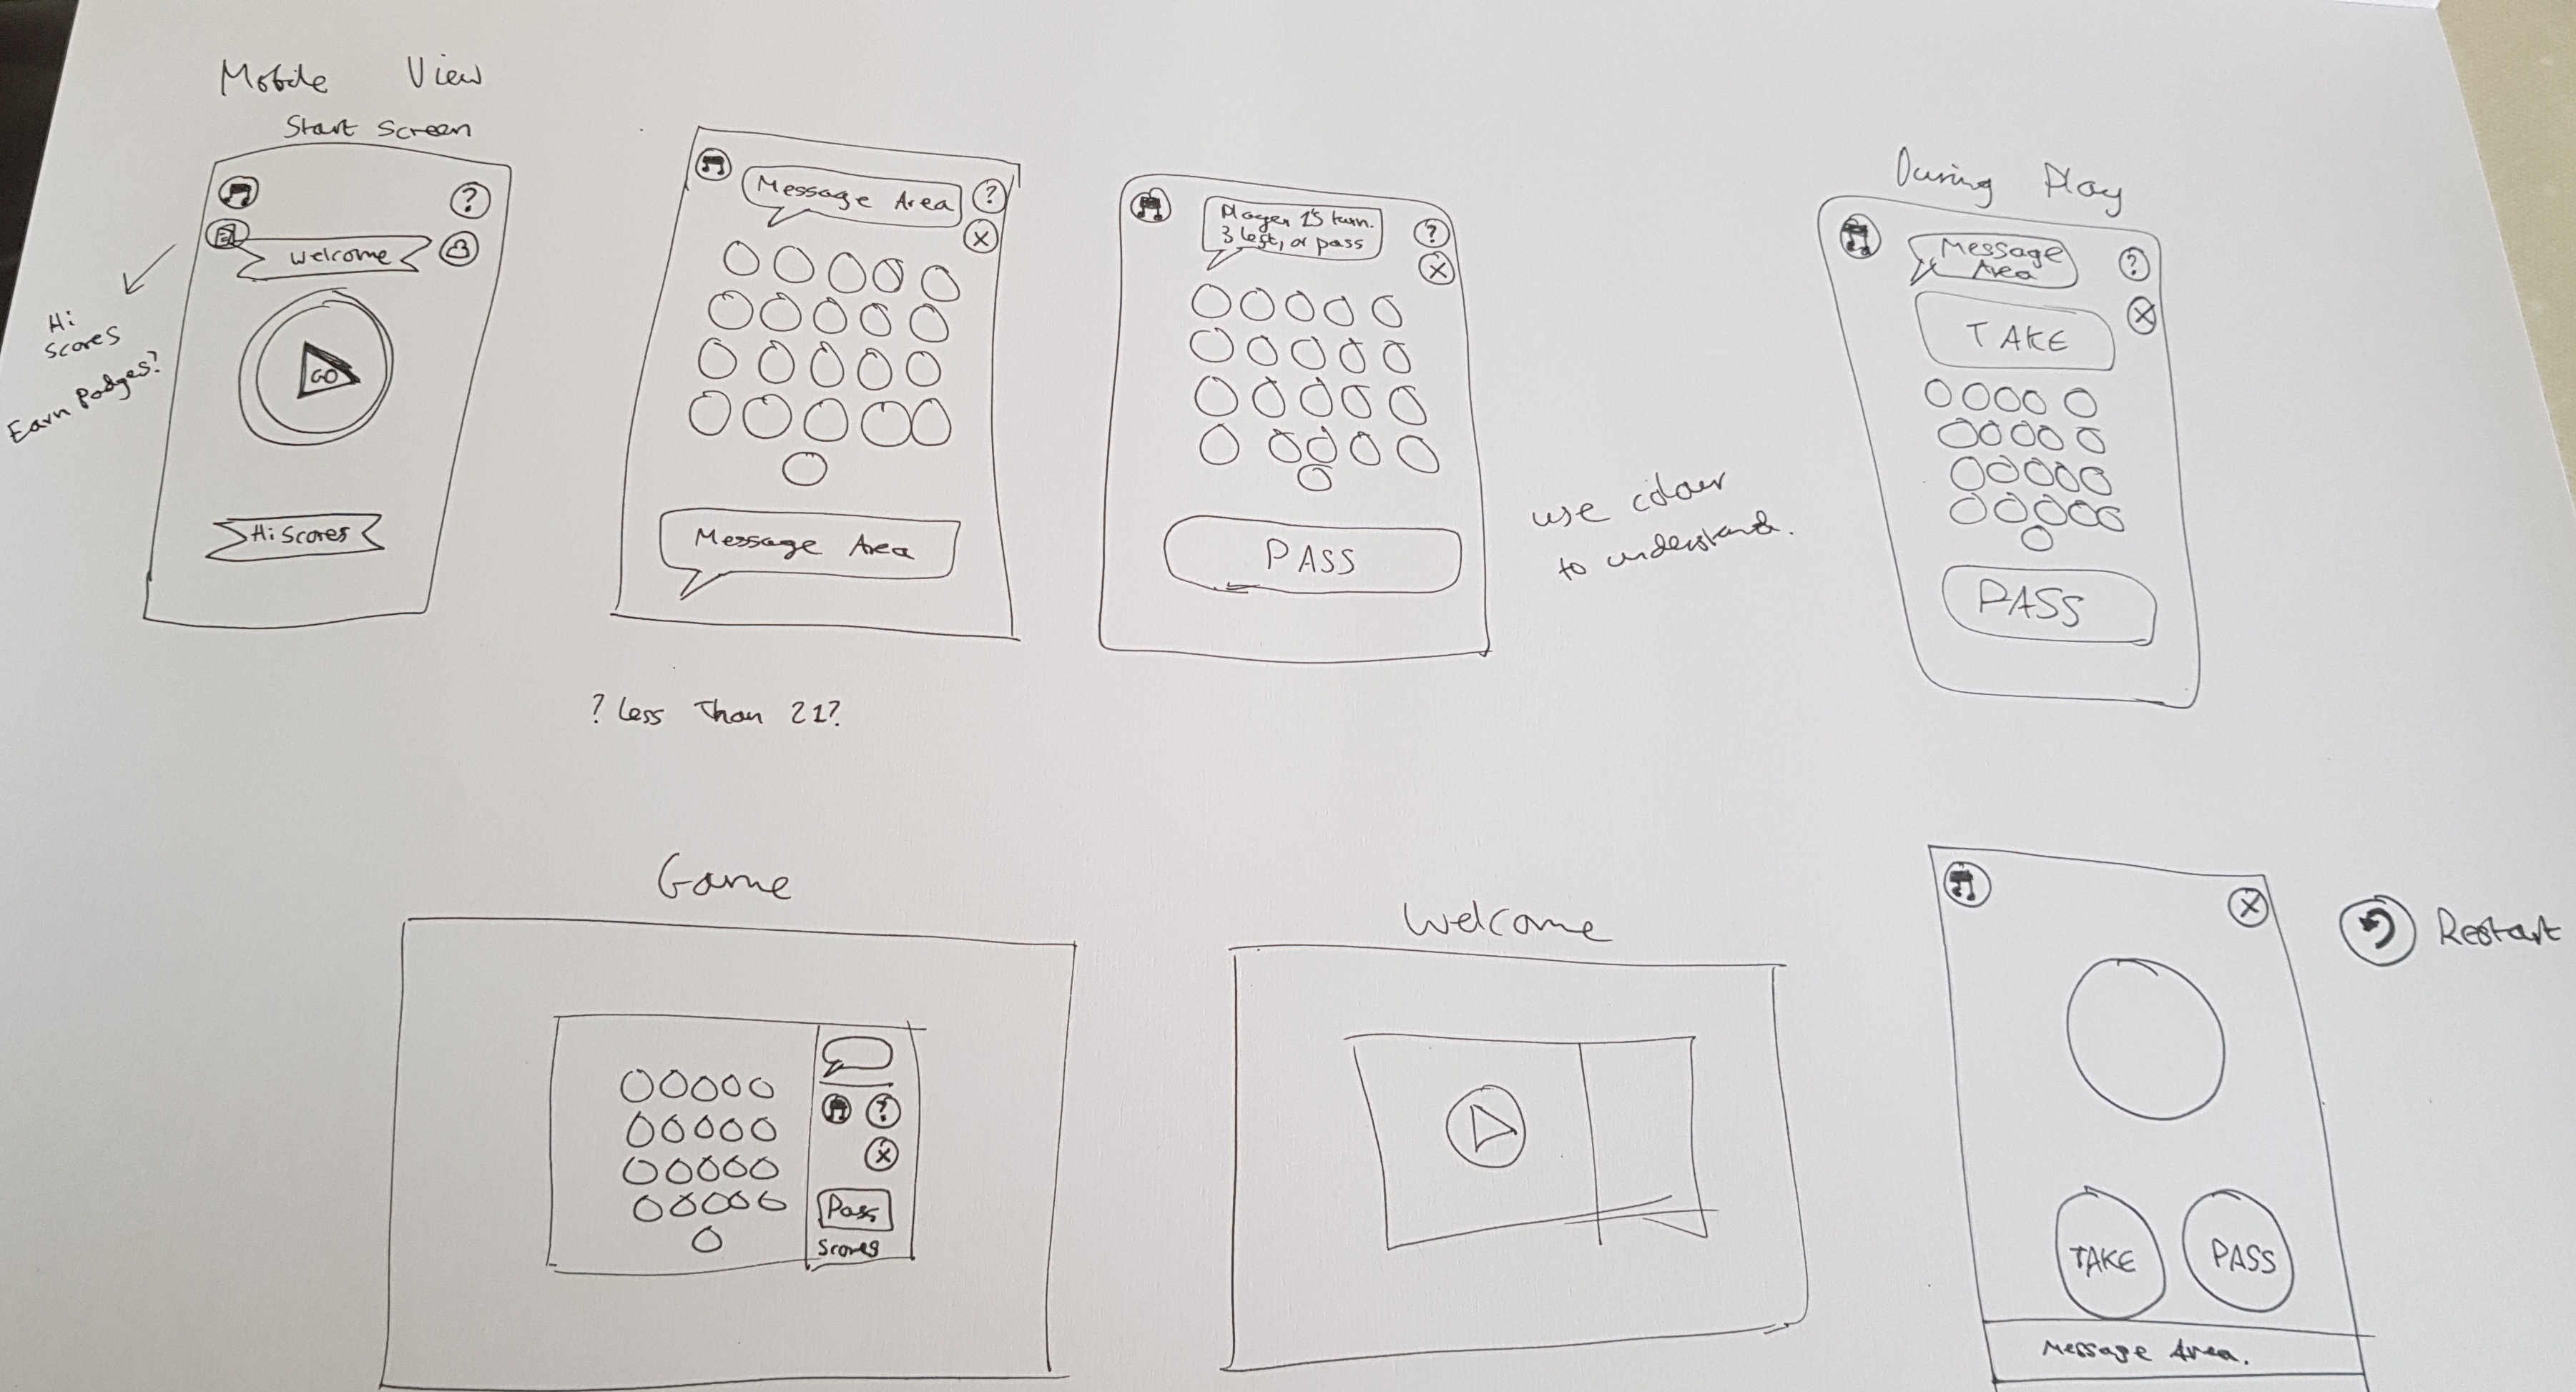 Mobile View
Start Screen
?
Welcome
GO
Hi Scores
Hi
Scores
Earn Badges?
Message Area
?
X
Message Area
? Less Than 21?
Player 1's turn.
3 left, or pass
?
X
PASS
use colour
to understand.
During Play
Message
Area
?
X
TAKE
PASS
Game
?
X
Pass
Scores
Welcome
X
TAKE
PASS
Message Area.
Restart